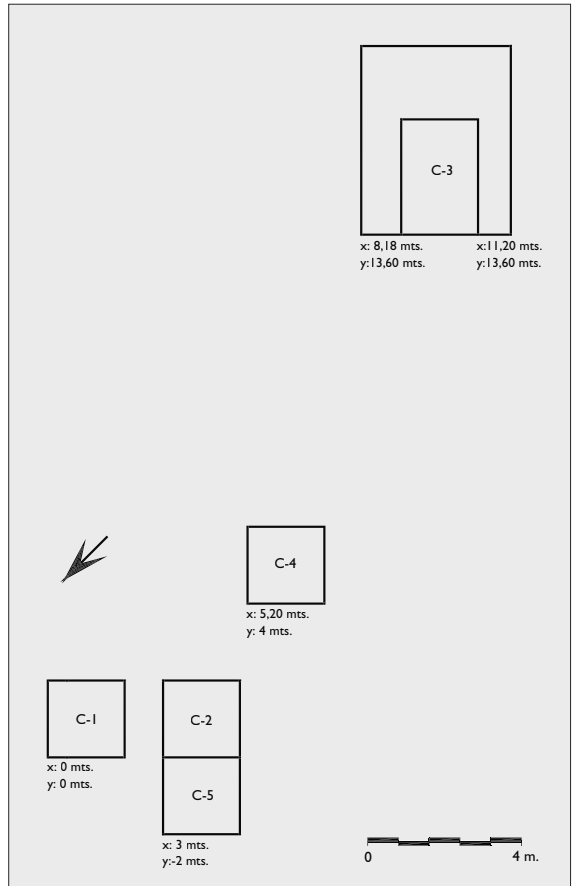 C-3
x: 8,18 mts.
y:13,60 mts.
x:11,20 mts.
y:13,60 mts.
C-4
x: 5,20 mts.
y: 4 mts.
C-1
x: 0 mts.
y: 0 mts.
C-2
C-5
x: 3 mts.
y:-2 mts.
0
4 m.